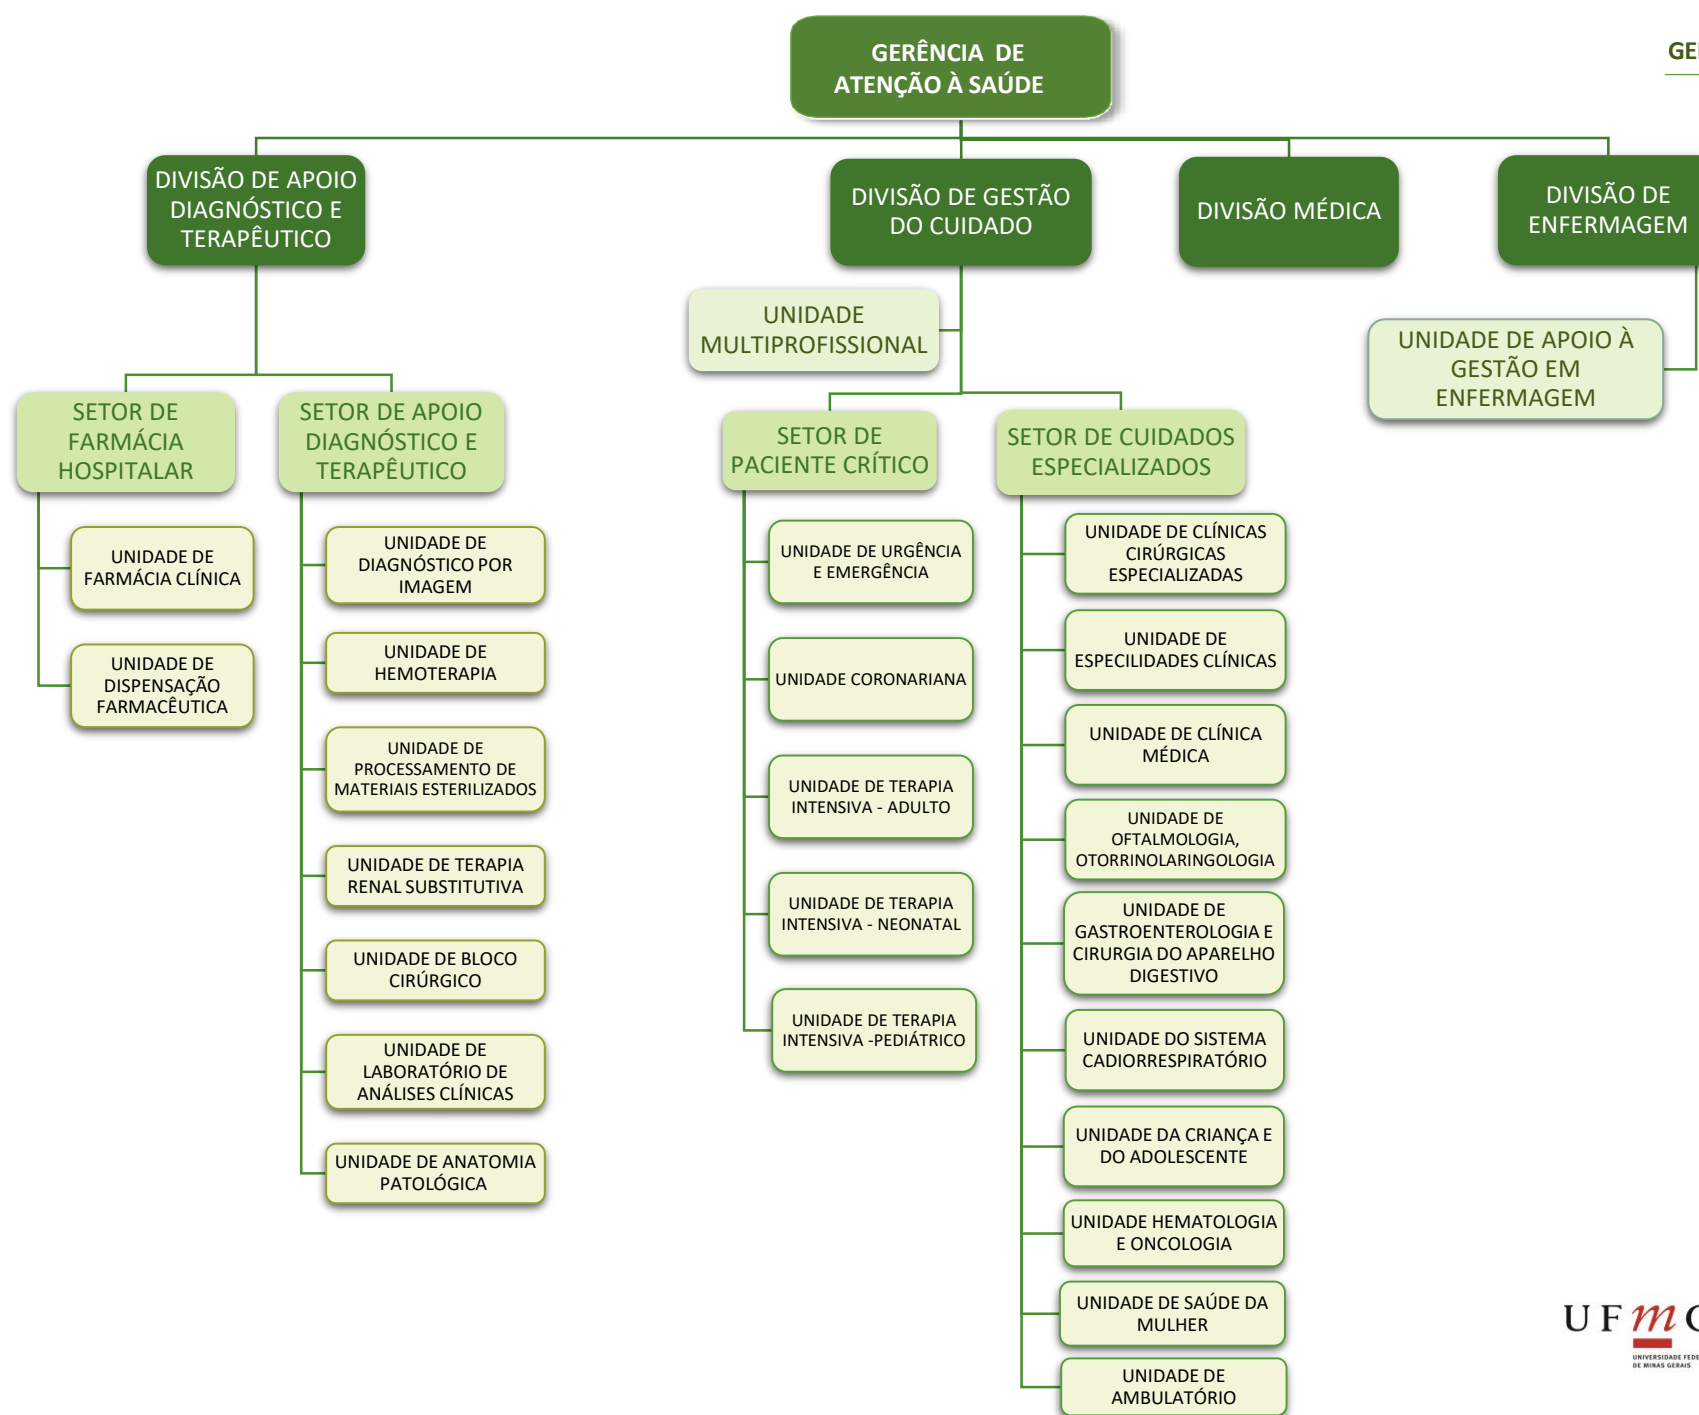 GERÊNCIA DE
ATENÇÃO À SAÚDE
DIVISÃO DE APOIO
DIAGNÓSTICO E
TERAPÊUTICO
DIVISÃO DE GESTÃO
DO CUIDADO
DIVISÃO MÉDICA
DIVISÃO DE
ENFERMAGEM
UNIDADE
MULTIPROFISSIONAL
UNIDADE DE APOIO À
GESTÃO EM
ENFERMAGEM
SETOR DE
FARMÁCIA
HOSPITALAR
SETOR DE APOIO
DIAGNÓSTICO E
TERAPÊUTICO
SETOR DE
PACIENTE CRÍTICO
SETOR DE CUIDADOS
ESPECIALIZADOS
UNIDADE DE
FARMÁCIA CLÍNICA
UNIDADE DE
DISPENSAÇÃO
FARMACÊUTICA
UNIDADE DE
DIAGNÓSTICO POR
IMAGEM
UNIDADE DE
HEMOTERAPIA
UNIDADE DE
PROCESSAMENTO DE
MATERIAIS ESTERILIZADOS
UNIDADE DE TERAPIA
RENAL SUBSTITUTIVA
UNIDADE DE BLOCO
CIRÚRGICO
UNIDADE DE
LABORATÓRIO DE
ANÁLISES CLÍNICAS
UNIDADE DE ANATOMIA
PATOLÓGICA
UNIDADE DE URGÊNCIA
E EMERGÊNCIA
UNIDADE CORONARIANA
UNIDADE DE TERAPIA
INTENSIVA - ADULTO
UNIDADE DE TERAPIA
INTENSIVA - NEONATAL
UNIDADE DE TERAPIA
INTENSIVA -PEDIÁTRICO
UNIDADE DE CLÍNICAS
CIRÚRGICAS
ESPECIALIZADAS
UNIDADE DE
ESPECILIDADES CLÍNICAS
UNIDADE DE CLÍNICA
MÉDICA
UNIDADE DE
OFTALMOLOGIA,
OTORRINOLARINGOLOGIA
UNIDADE DE
GASTROENTEROLOGIA E
CIRURGIA DO APARELHO
DIGESTIVO
UNIDADE DO SISTEMA
CADIORRESPIRATÓRIO
UNIDADE DA CRIANÇA E
DO ADOLESCENTE
UNIDADE HEMATOLOGIA
E ONCOLOGIA
UNIDADE DE SAÚDE DA
MULHER
UNIDADE DE
AMBULATÓRIO
UFm
UNIVERSIDADE
DE MINAS GERAIS